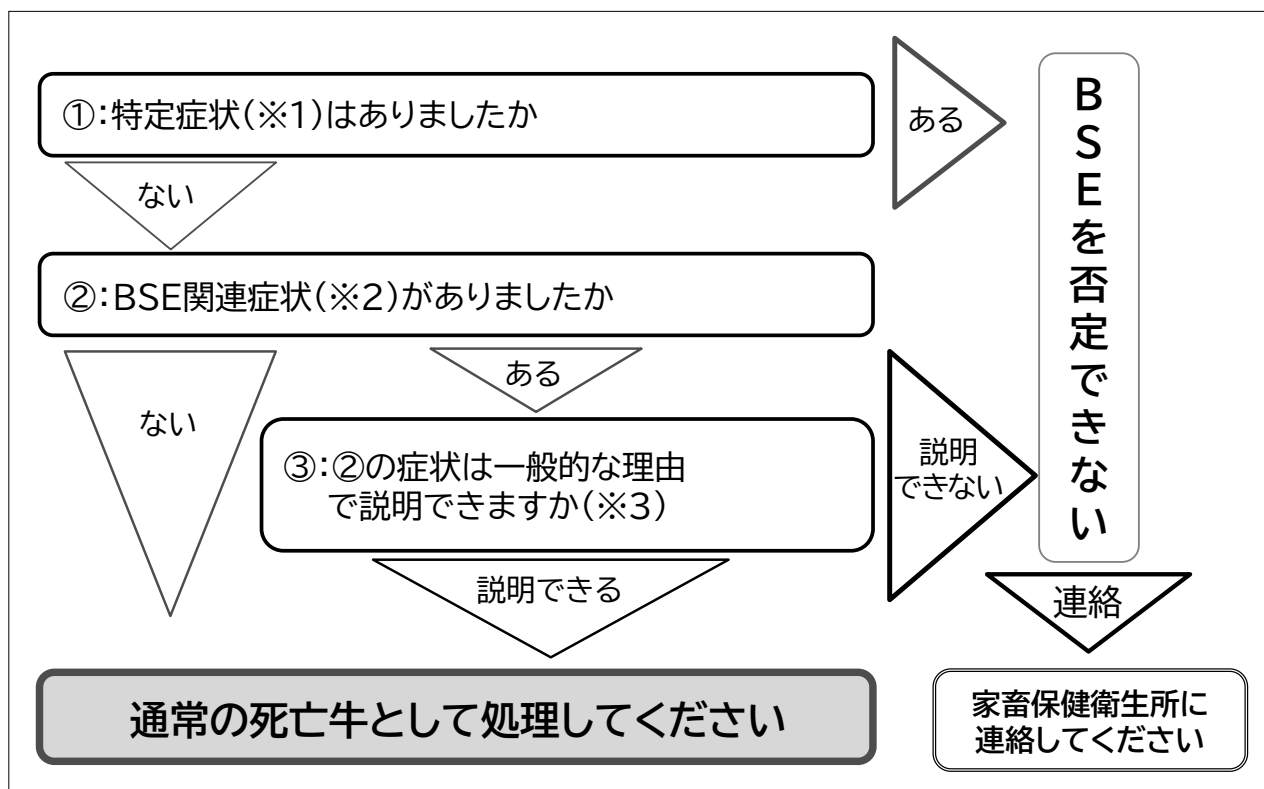 ①:特定症状(※1)はありましたか
ある
ない
②:BSE関連症状(※2)がありましたか
ない
ある
③:②の症状は一般的な理由
で説明できますか(※3)
説明
できない
説明できる
BSEを否定できない
連絡
通常の死亡牛として処理してください
家畜保健衛生所に
連絡してください